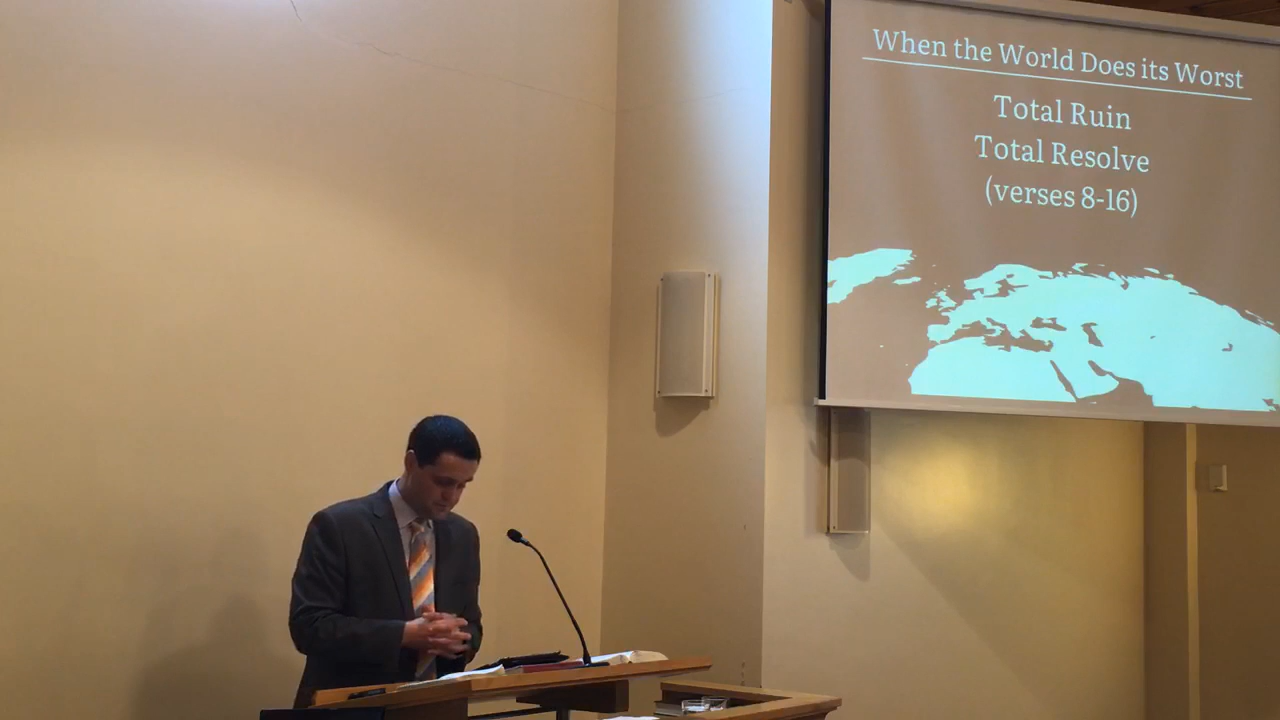 When the World Does its Worst
Total Ruin
Total Resolve
(verses 8-16)